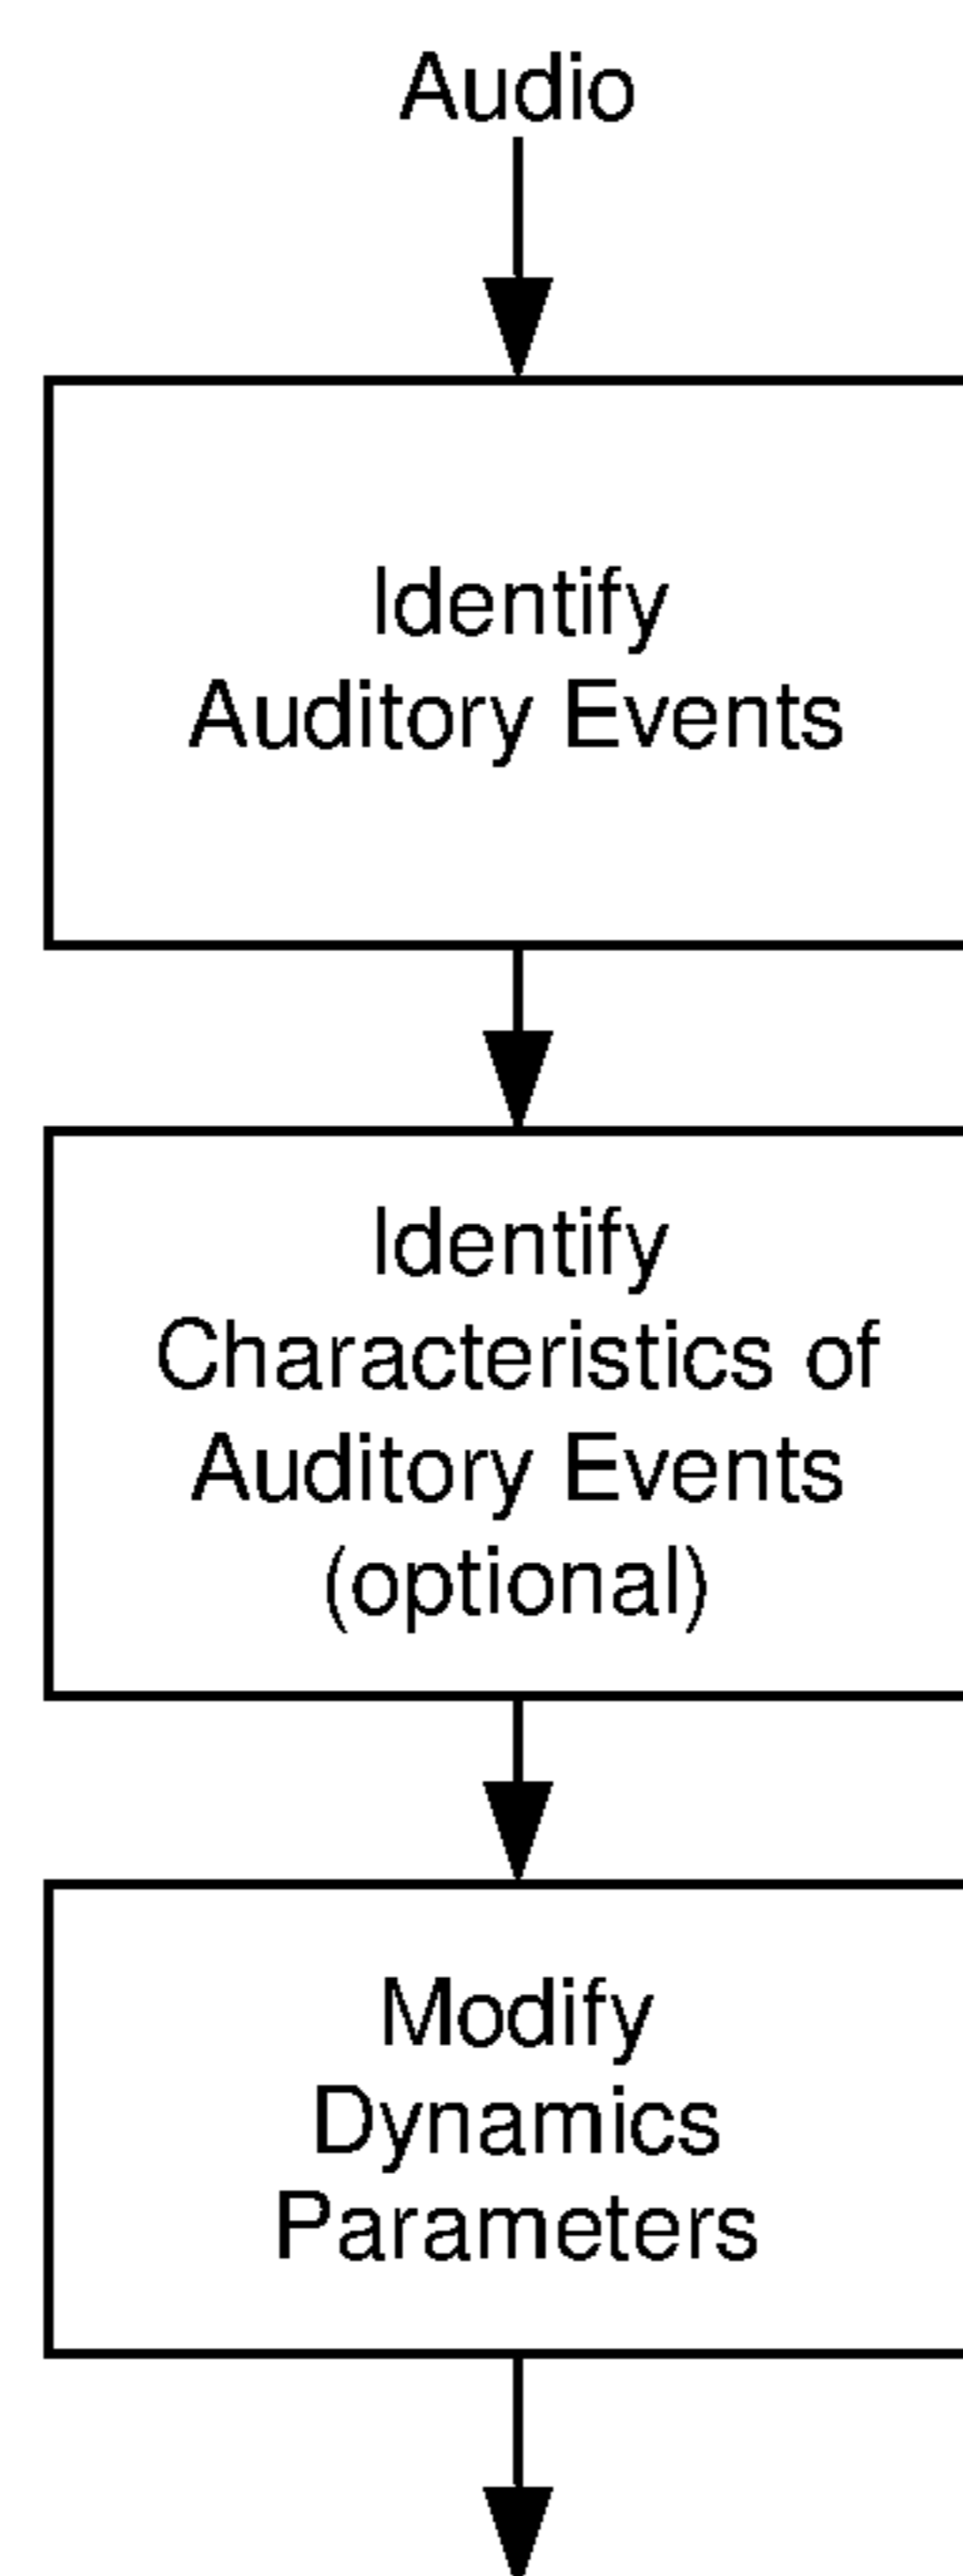 Audio
Identify
Auditory Events
Identify
Characteristics of
Auditory Events
(optional)
Modify
Dynamics
Parameters